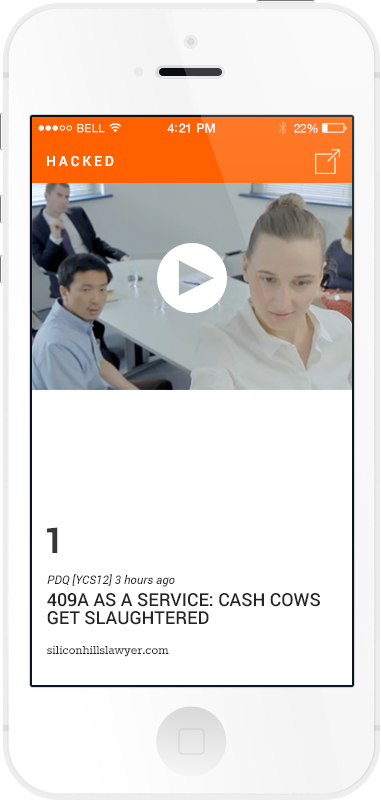 BELL 4:21 PM 22%
HACKED
1
PDQ [YCS12] 3 hours ago
409A AS A SERVICE: CASH COWS
GET SLAUGHTERED
siliconhillslawyer.com